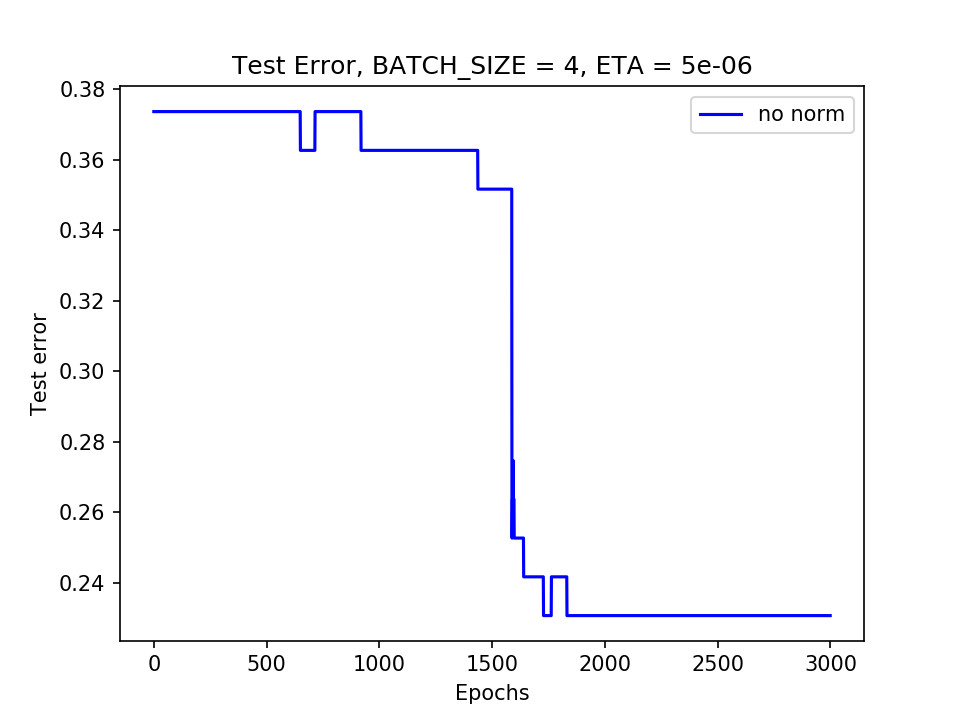 Test Error, BATCH_SIZE = 4, ETA = 5e-06
no norm
0.38
0.36
0.34
0.32
0.30
0.28
0.26
0.24
Test error
0 500 1000 1500 2000 2500 3000
Epochs